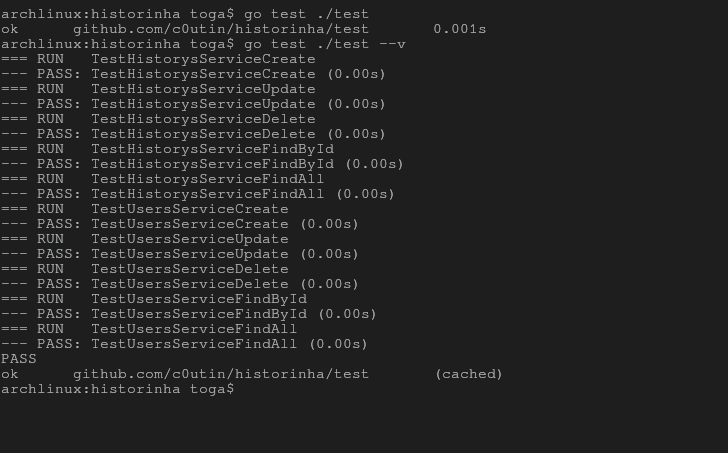 archlinux:historinha toga$ go test ./test
ok      github.com/c0utin/historinha/test       0.001s
archlinux:historinha toga$ go test ./test --v
=== RUN   TestHistorysServiceCreate
--- PASS: TestHistorysServiceCreate (0.00s)
=== RUN   TestHistorysServiceUpdate
--- PASS: TestHistorysServiceUpdate (0.00s)
=== RUN   TestHistorysServiceDelete
--- PASS: TestHistorysServiceDelete (0.00s)
=== RUN   TestHistorysServiceFindById
--- PASS: TestHistorysServiceFindById (0.00s)
=== RUN   TestHistorysServiceFindAll
--- PASS: TestHistorysServiceFindAll (0.00s)
=== RUN   TestUsersServiceCreate
--- PASS: TestUsersServiceCreate (0.00s)
=== RUN   TestUsersServiceUpdate
--- PASS: TestUsersServiceUpdate (0.00s)
=== RUN   TestUsersServiceDelete
--- PASS: TestUsersServiceDelete (0.00s)
=== RUN   TestUsersServiceFindById
--- PASS: TestUsersServiceFindById (0.00s)
=== RUN   TestUsersServiceFindAll
--- PASS: TestUsersServiceFindAll (0.00s)
PASS
ok      github.com/c0utin/historinha/test       (cached)
archlinux:historinha toga$